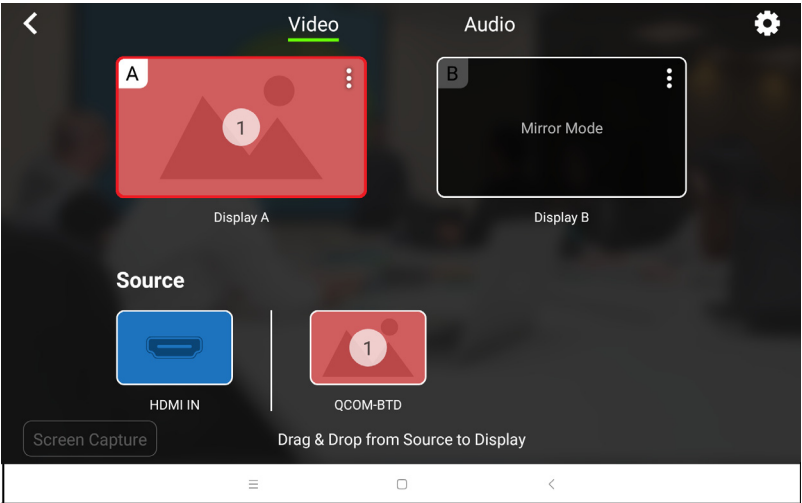 Video
Audio
A
1
B
Mirror Mode
Display A
Display B
Source
1
HDMI IN
QCOM-BTD
Screen Capture
Drag & Drop from Source to Display